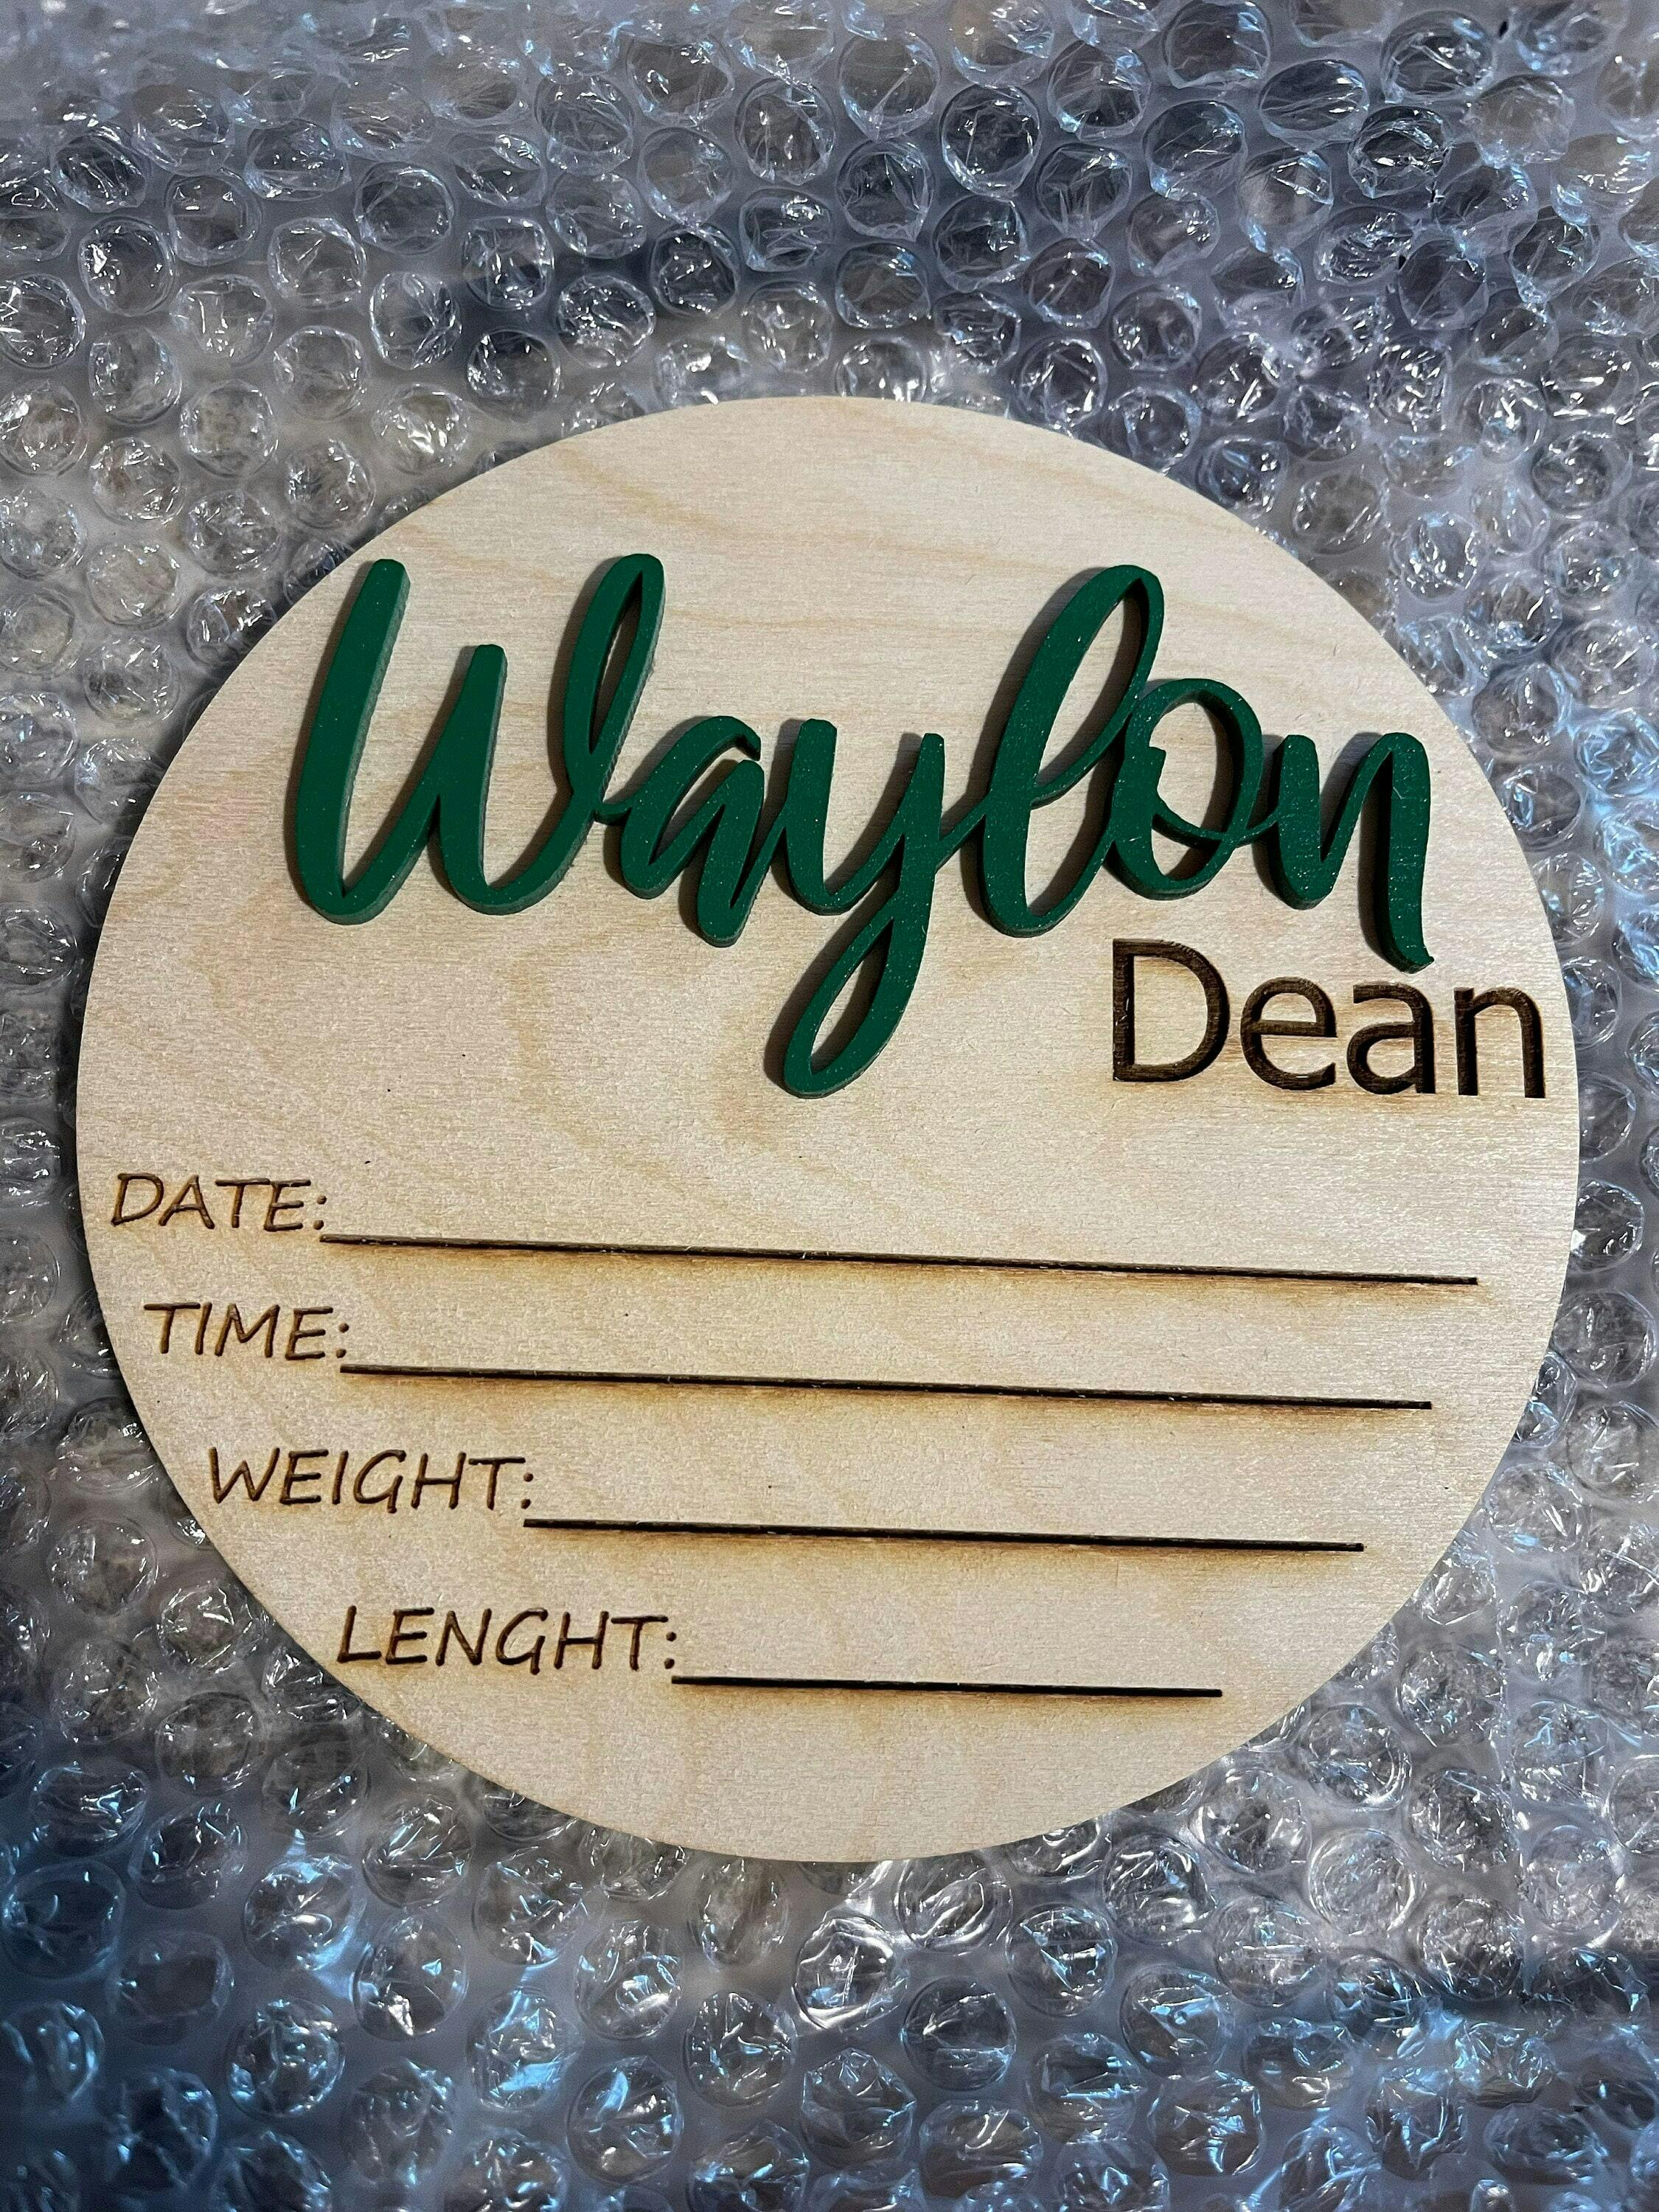 Waylon
Dean
DATE:
TIME:
WEIGHT:
LENGHT: